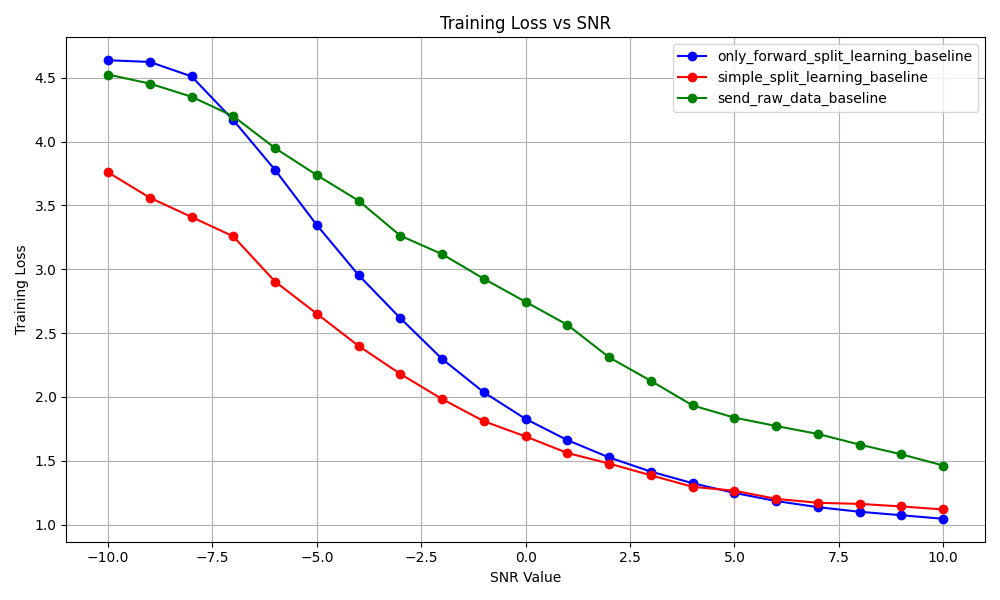 Training Loss vs SNR
only_forward_split_learning_baseline
simple_split_learning_baseline
send_raw_data_baseline
Training Loss
4.5
4.0
3.5
3.0
2.5
2.0
1.5
1.0
−10.0 −7.5 −5.0 −2.5 0.0 2.5 5.0 7.5 10.0
SNR Value